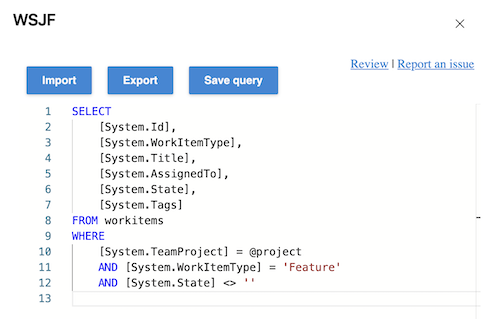 WSJF
Review | Report an issue
Import Export Save query
1 SELECT
2 [System.Id],
3 [System.WorkItemType],
4 [System.Title],
5 [System.AssignedTo],
6 [System.State],
7 [System.Tags]
8 FROM workitems
9 WHERE
10 [System.TeamProject] = @project
11 AND [System.WorkItemType] = 'Feature'
12 AND [System.State] <> ''
13